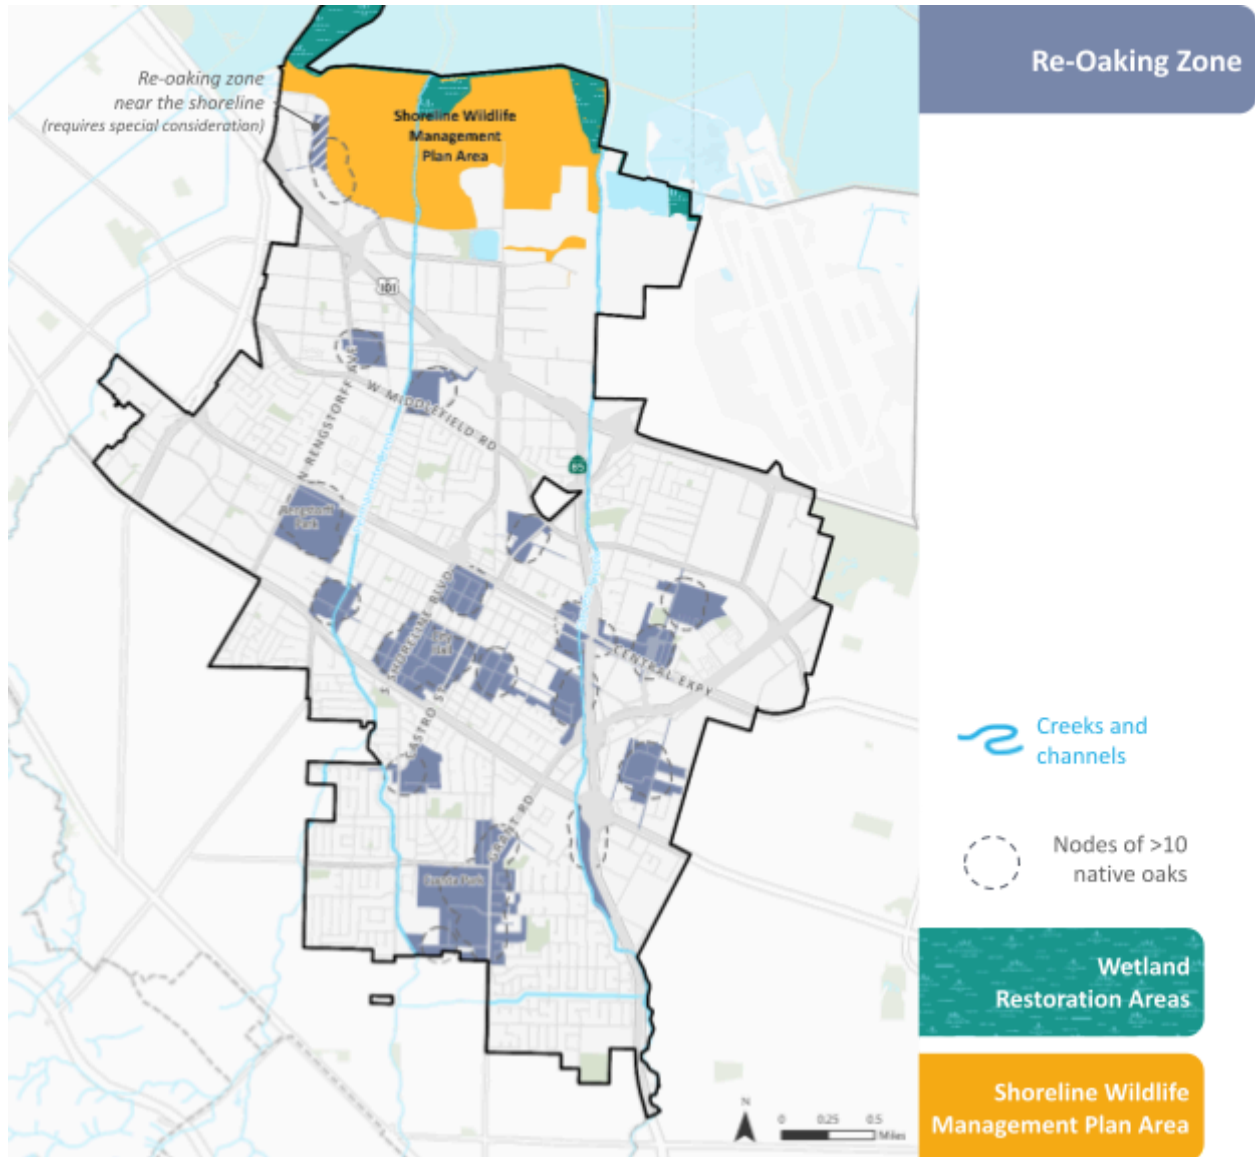 Re-Oaking Zone
Re-oaking zone
near the shoreline
(requires special consideration)
Shoreline Wildlife
Management
Plan Area
101
N RENGSTORFF AVE
W MIDDLEFIELD RD
85
Rengstorff
Park
S SHORELINE BLVD
CENTRAL EXPY
CASTRO ST
GRANT RD
Cuesta Park
Creeks and
channels
Nodes of >10
native oaks
Wetland
Restoration Areas
Shoreline Wildlife
Management Plan Area
N
0 0.25 0.5
Miles